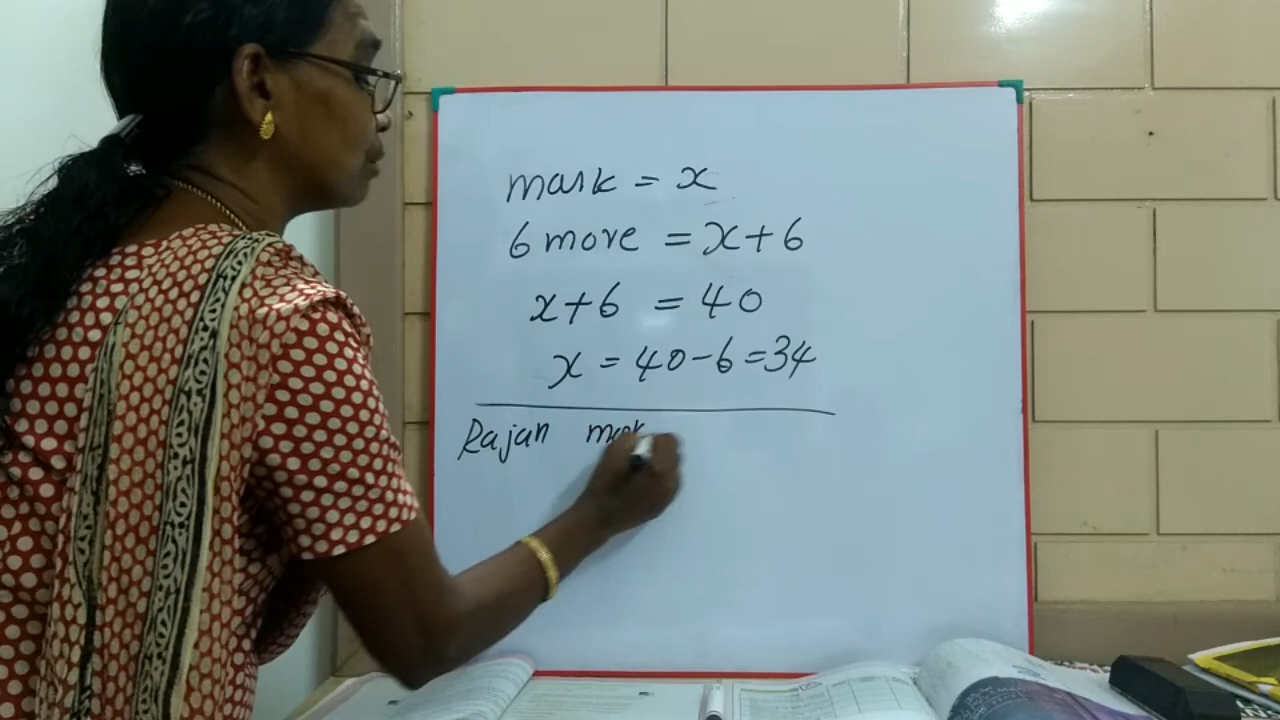 mark = x
6 more = x+6
x+6 = 40
x = 40-6=34
Rajan mark